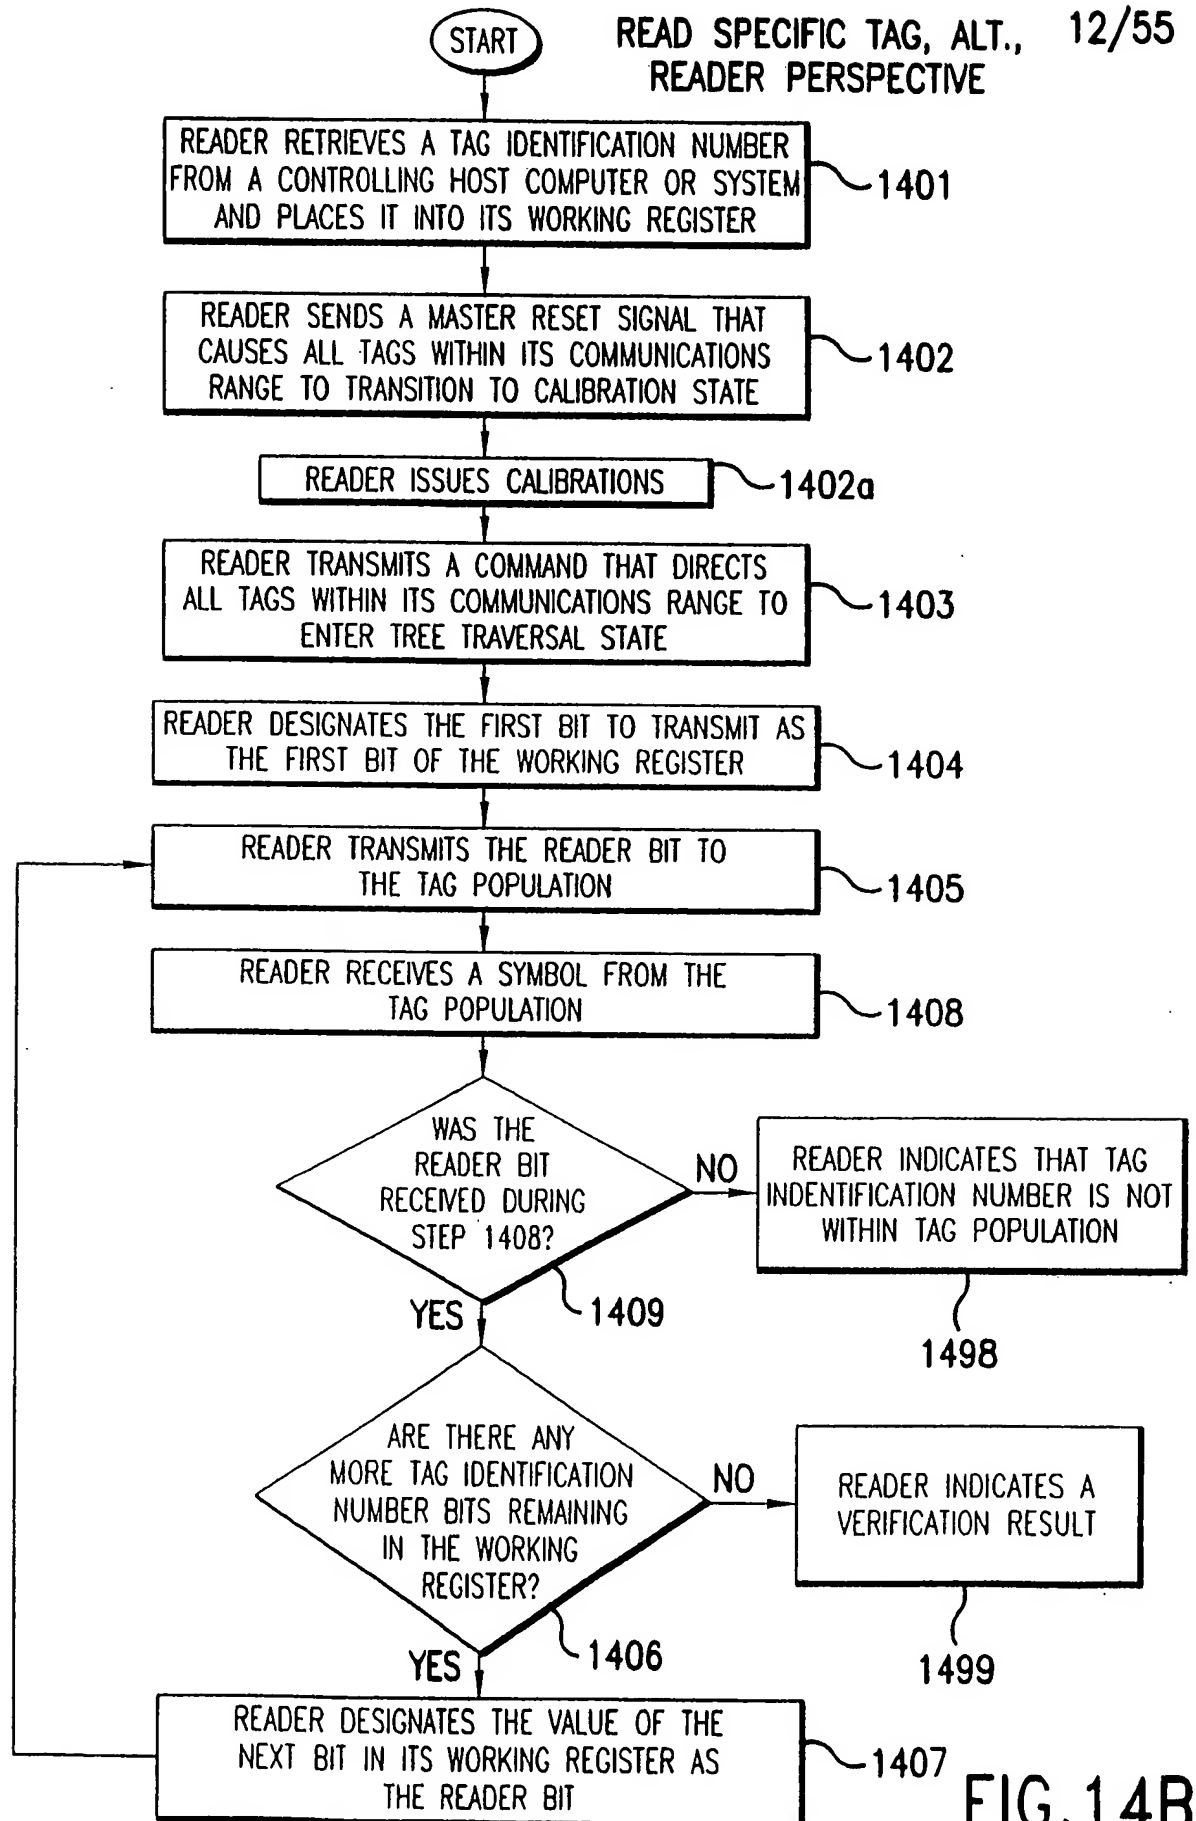 START
READ SPECIFIC TAG, ALT.,
READER PERSPECTIVE
12/55
READER RETRIEVES A TAG IDENTIFICATION NUMBER
FROM A CONTROLLING HOST COMPUTER OR SYSTEM
AND PLACES IT INTO ITS WORKING REGISTER
1401
READER SENDS A MASTER RESET SIGNAL THAT
CAUSES ALL TAGS WITHIN ITS COMMUNICATIONS
RANGE TO TRANSITION TO CALIBRATION STATE
1402
READER ISSUES CALIBRATIONS
1402a
READER TRANSMITS A COMMAND THAT DIRECTS
ALL TAGS WITHIN ITS COMMUNICATIONS RANGE TO
ENTER TREE TRAVERSAL STATE
1403
READER DESIGNATES THE FIRST BIT TO TRANSMIT AS
THE FIRST BIT OF THE WORKING REGISTER
1404
READER TRANSMITS THE READER BIT TO
THE TAG POPULATION
1405
READER RECEIVES A SYMBOL FROM THE
TAG POPULATION
1408
WAS THE
READER BIT
RECEIVED DURING
STEP 1408?
1409
NO
READER INDICATES THAT TAG
INDENTIFICATION NUMBER IS NOT
WITHIN TAG POPULATION
1498
YES
ARE THERE ANY
MORE TAG IDENTIFICATION
NUMBER BITS REMAINING
IN THE WORKING
REGISTER?
1406
NO
READER INDICATES A
VERIFICATION RESULT
1499
YES
READER DESIGNATES THE VALUE OF THE
NEXT BIT IN ITS WORKING REGISTER AS
THE READER BIT
1407
FIG.14B